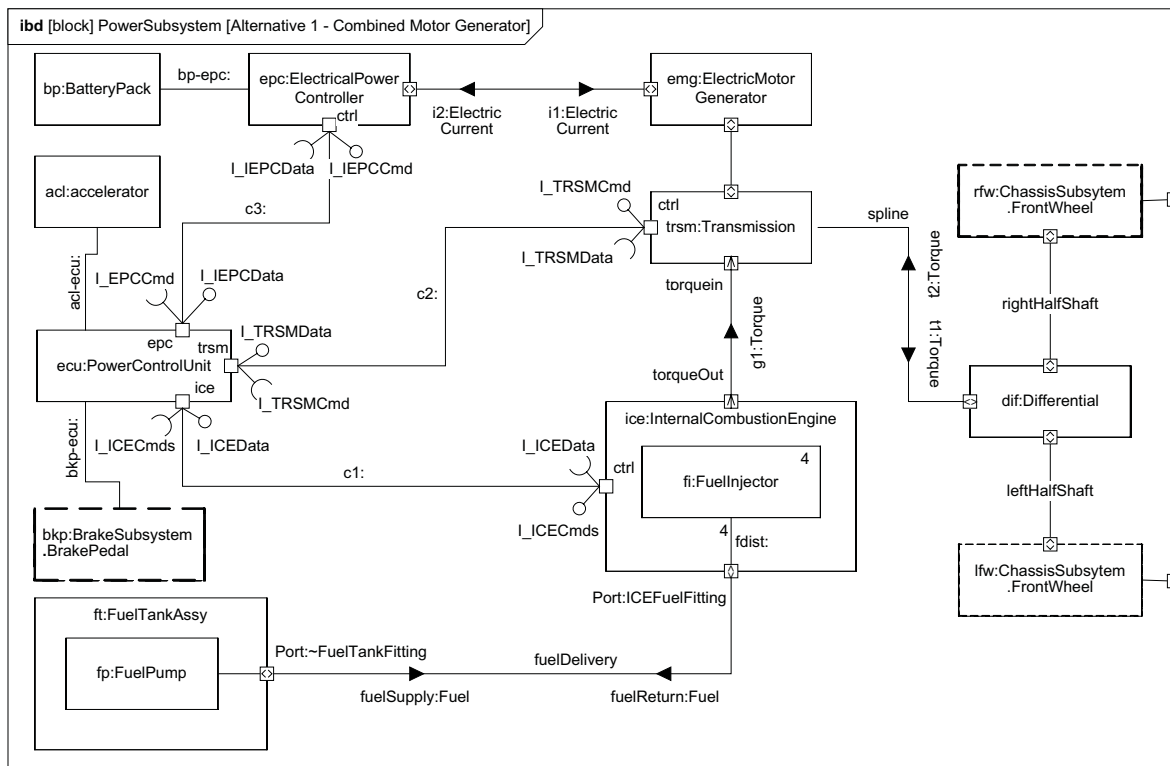 ibd [block] PowerSubsystem [Alternative 1 - Combined Motor Generator]
bp:BatteryPack
bp-epc:
epc:ElectricalPower
Controller
ctrl
i2:Electric
Current
i1:Electric
Current
emg:ElectricMotor
Generator
I_IEPCData
I_IEPCCmd
acl:accelerator
c3:
I_TRSMCmd
ctrl
trsm:Transmission
I_TRSMData
spline
rfw:ChassisSubsytem
.FrontWheel
acl-ecu:
I_EPCCmd
I_IEPCData
c2:
torquein
t2:Torque
rightHalfShaft
epc
trsm
ecu:PowerControlUnit
ice
I_TRSMData
I_TRSMCmd
g1:Torque
t1:Torque
torqueOut
dif:Differential
bkp-ecu:
I_ICECmds
I_ICEData
c1:
I_ICEData
ctrl
I_ICECmds
ice:InternalCombustionEngine
4
fi:FuelInjector
4
fdist:
leftHalfShaft
bkp:BrakeSubsystem
.BrakePedal
lfw:ChassisSubsytem
.FrontWheel
Port:ICEFuelFitting
ft:FuelTankAssy
fp:FuelPump
Port:~FuelTankFitting
fuelDelivery
fuelSupply:Fuel
fuelReturn:Fuel